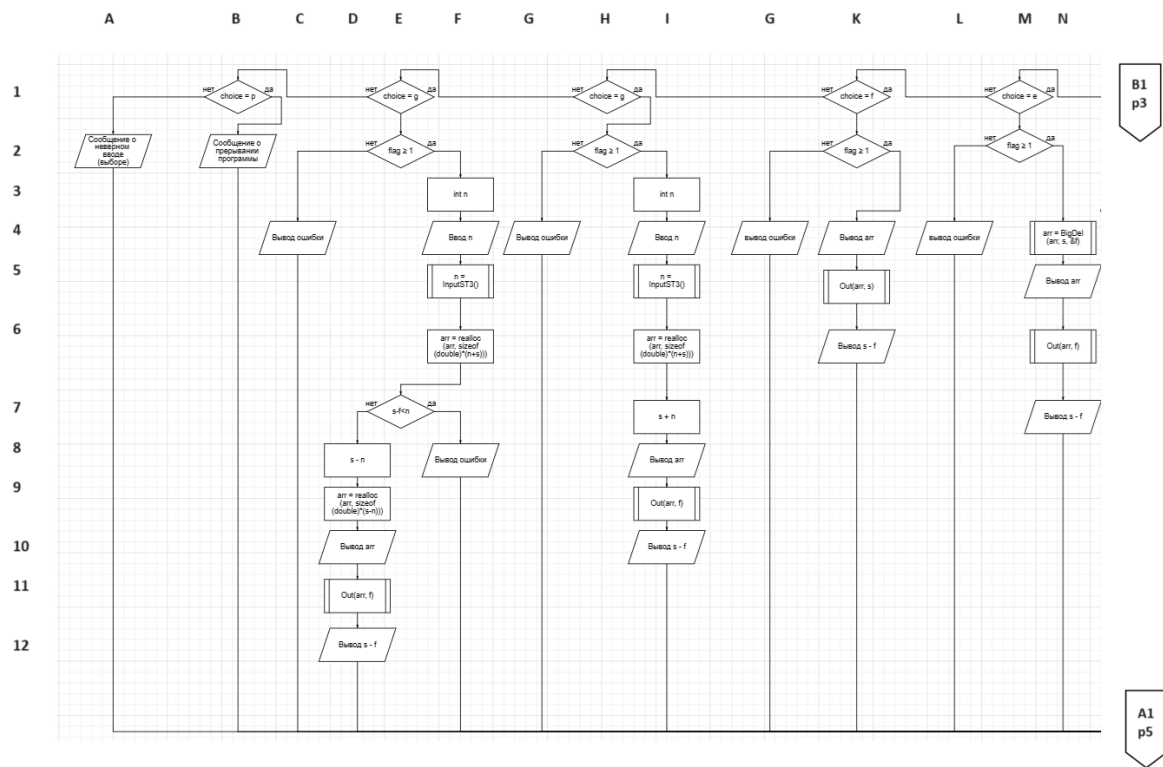 A B C D E F G H I G K L M N
1
нет да нет да нет да нет да нет да
choice = p choice = g choice = g choice = f choice = e
B1
p3
2
Сообщение о
неверном
вводе
(выборе)
Сообщение о
прерывании
программы
нет да нет да нет да нет да
flag ≥ 1 flag ≥ 1 flag ≥ 1 flag ≥ 1
3
int n int n
4
Вывод ошибки Ввод n Вывод ошибки Ввод n вывод ошибки Вывод arr вывод ошибки
arr = BigDel
(arr, s, &f)
5
n =
InputST3()
n =
InputST3()
Out(arr, s)
Вывод arr
6
arr = realloc
(arr, sizeof
(double)*(n+s)))
arr = realloc
(arr, sizeof
(double)*(n+s)))
Вывод s - f
Out(arr, f)
7
нет да
s-f<n
s + n
Вывод s - f
8
s - n Вывод ошибки Вывод arr
9
arr = realloc
(arr, sizeof
(double)*(s-n)))
Out(arr, f)
10
Вывод arr Вывод s - f
11
Out(arr, f)
12
Вывод s - f
A1
p5